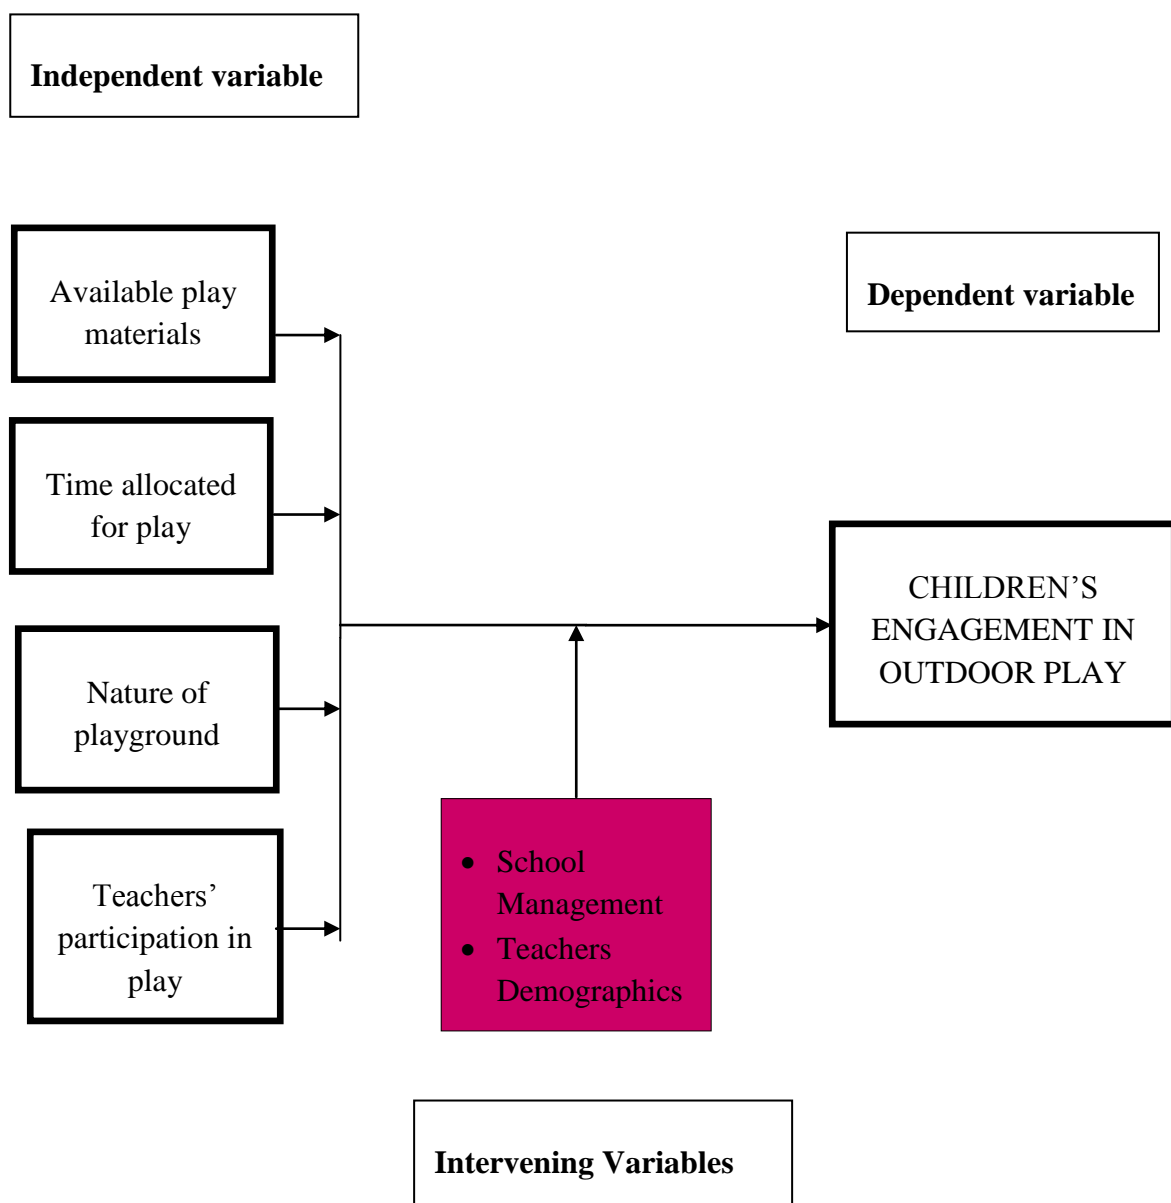 Independent variable
Available play
materials
Dependent variable
Time allocated
for play
CHILDREN’S
ENGAGEMENT IN
OUTDOOR PLAY
Nature of
playground
Teachers’
participation in
play
• School
Management
• Teachers
Demographics
Intervening Variables